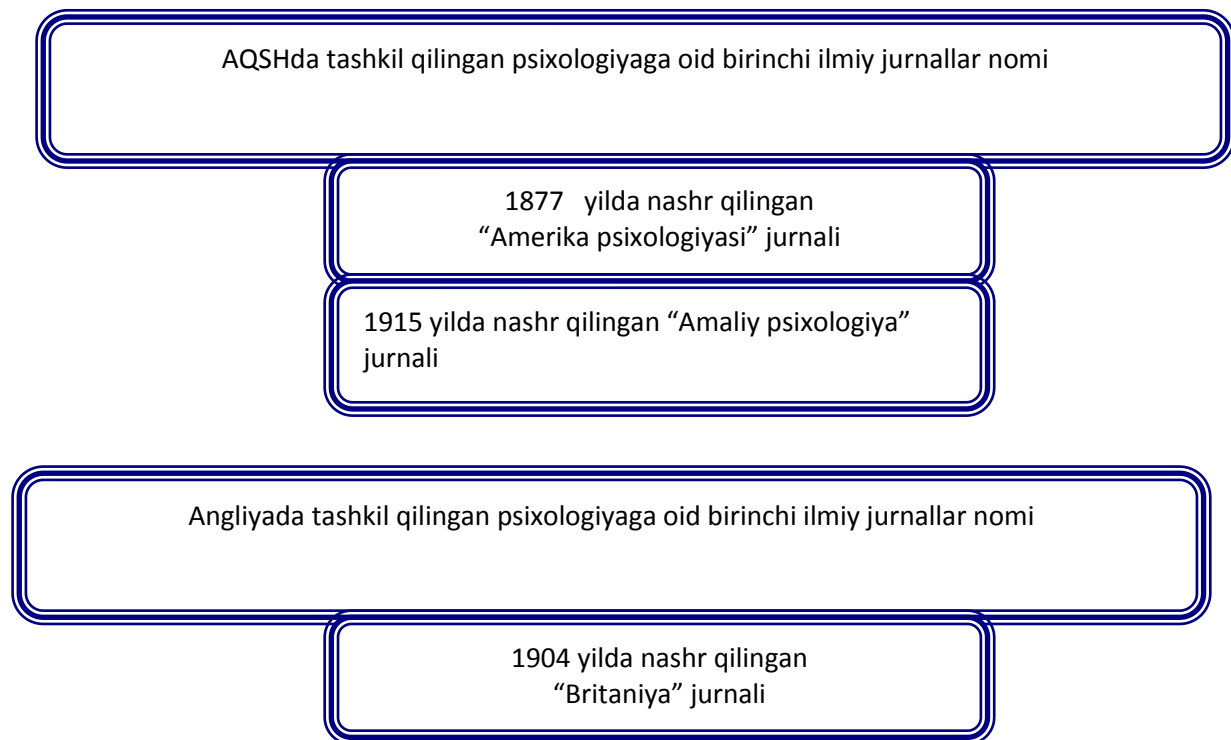 AQSHda tashkil qilingan psixologiyaga oid birinchi ilmiy jurnallar nomi
1877 yilda nashr qilingan
“Amerika psixologiyasi” jurnali
1915 yilda nashr qilingan “Amaliy psixologiya”
jurnali
Angliyada tashkil qilingan psixologiyaga oid birinchi ilmiy jurnallar nomi
1904 yilda nashr qilingan
“Britaniya” jurnali